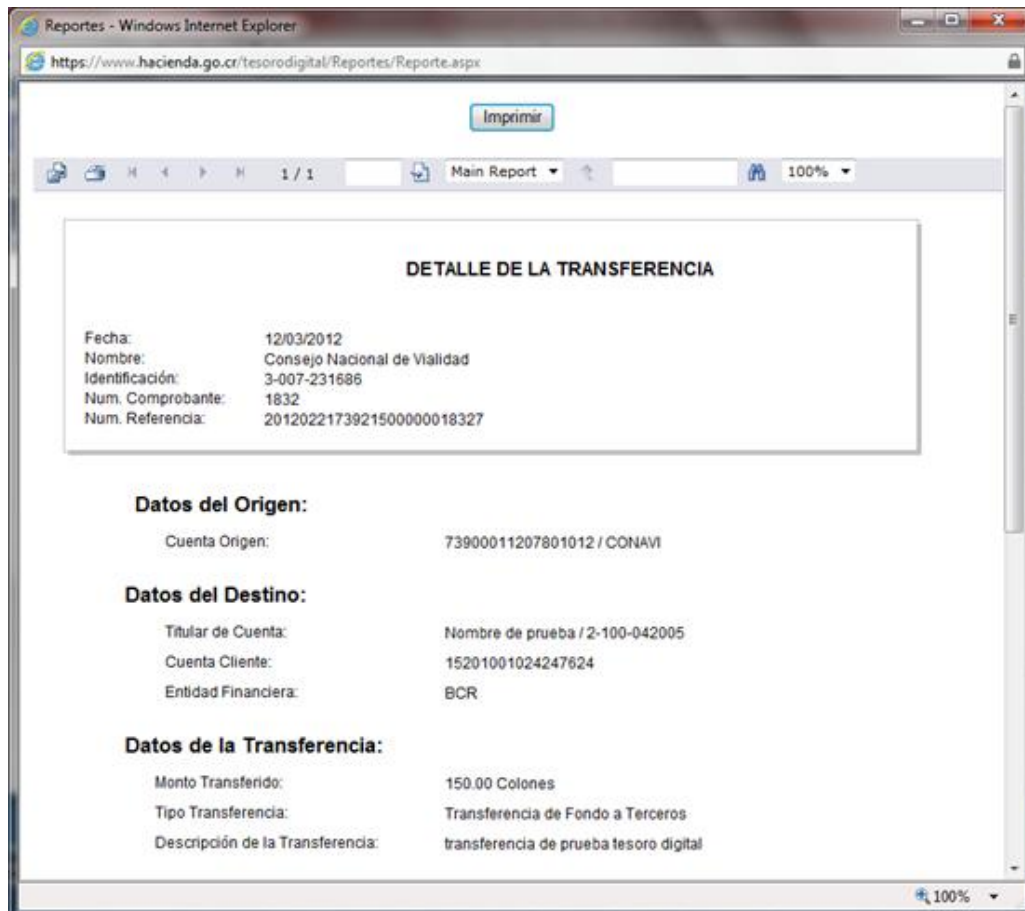 Reportes - Windows Internet Explorer
https://www.hacienda.go.cr/tesorodigital/Reportes/Reporte.aspx
Imprimir
1 / 1 Main Report 100%
DETALLE DE LA TRANSFERENCIA
Fecha: 12/03/2012
Nombre: Consejo Nacional de Vialidad
Identificación: 3-007-231686
Num. Comprobante: 1832
Num. Referencia: 2012022173921500000018327
Datos del Origen:
Cuenta Origen: 73900011207801012 / CONAVI
Datos del Destino:
Titular de Cuenta: Nombre de prueba / 2-100-042005
Cuenta Cliente: 15201001024247624
Entidad Financiera: BCR
Datos de la Transferencia:
Monto Transferido: 150.00 Colones
Tipo Transferencia: Transferencia de Fondo a Terceros
Descripción de la Transferencia: transferencia de prueba tesoro digital
100%